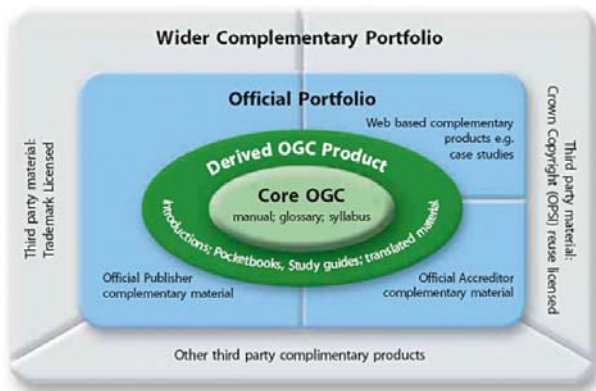 Wider Complementary Portfolio
Official Portfolio
Web based complementary
products e.g.
case studies
Derived OGC Product
Core OGC
manual; glossary; syllabus
introductions; Pocketbooks, Study guides; translated material
Official Publisher
complementary material
Official Accreditor
complementary material
Third party material:
Trademark Licensed
Third party material:
Crown Copyright (OPSI) reuse licensed
Other third party complimentary products